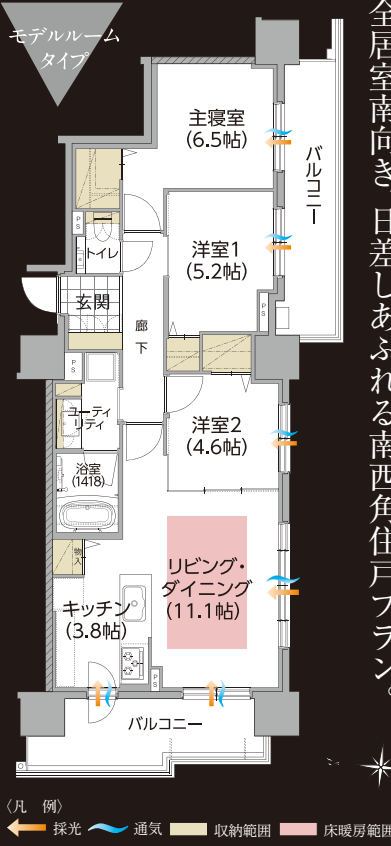 モデルルーム
タイプ
全居室南向き 日差しあふれる南西角住戸プラン。
主寝室
(6.5帖)
バルコニー
洋室1
(5.2帖)
PS
トイレ
玄関
廊下
PS
PS
洋室2
(4.6帖)
ユーティ
リティ
浴室
(1418)
物入
リビング・
ダイニング
(11.1帖)
キッチン
(3.8帖)
PS
バルコニー
〈凡 例〉
採光 通気 収納範囲 床暖房範囲